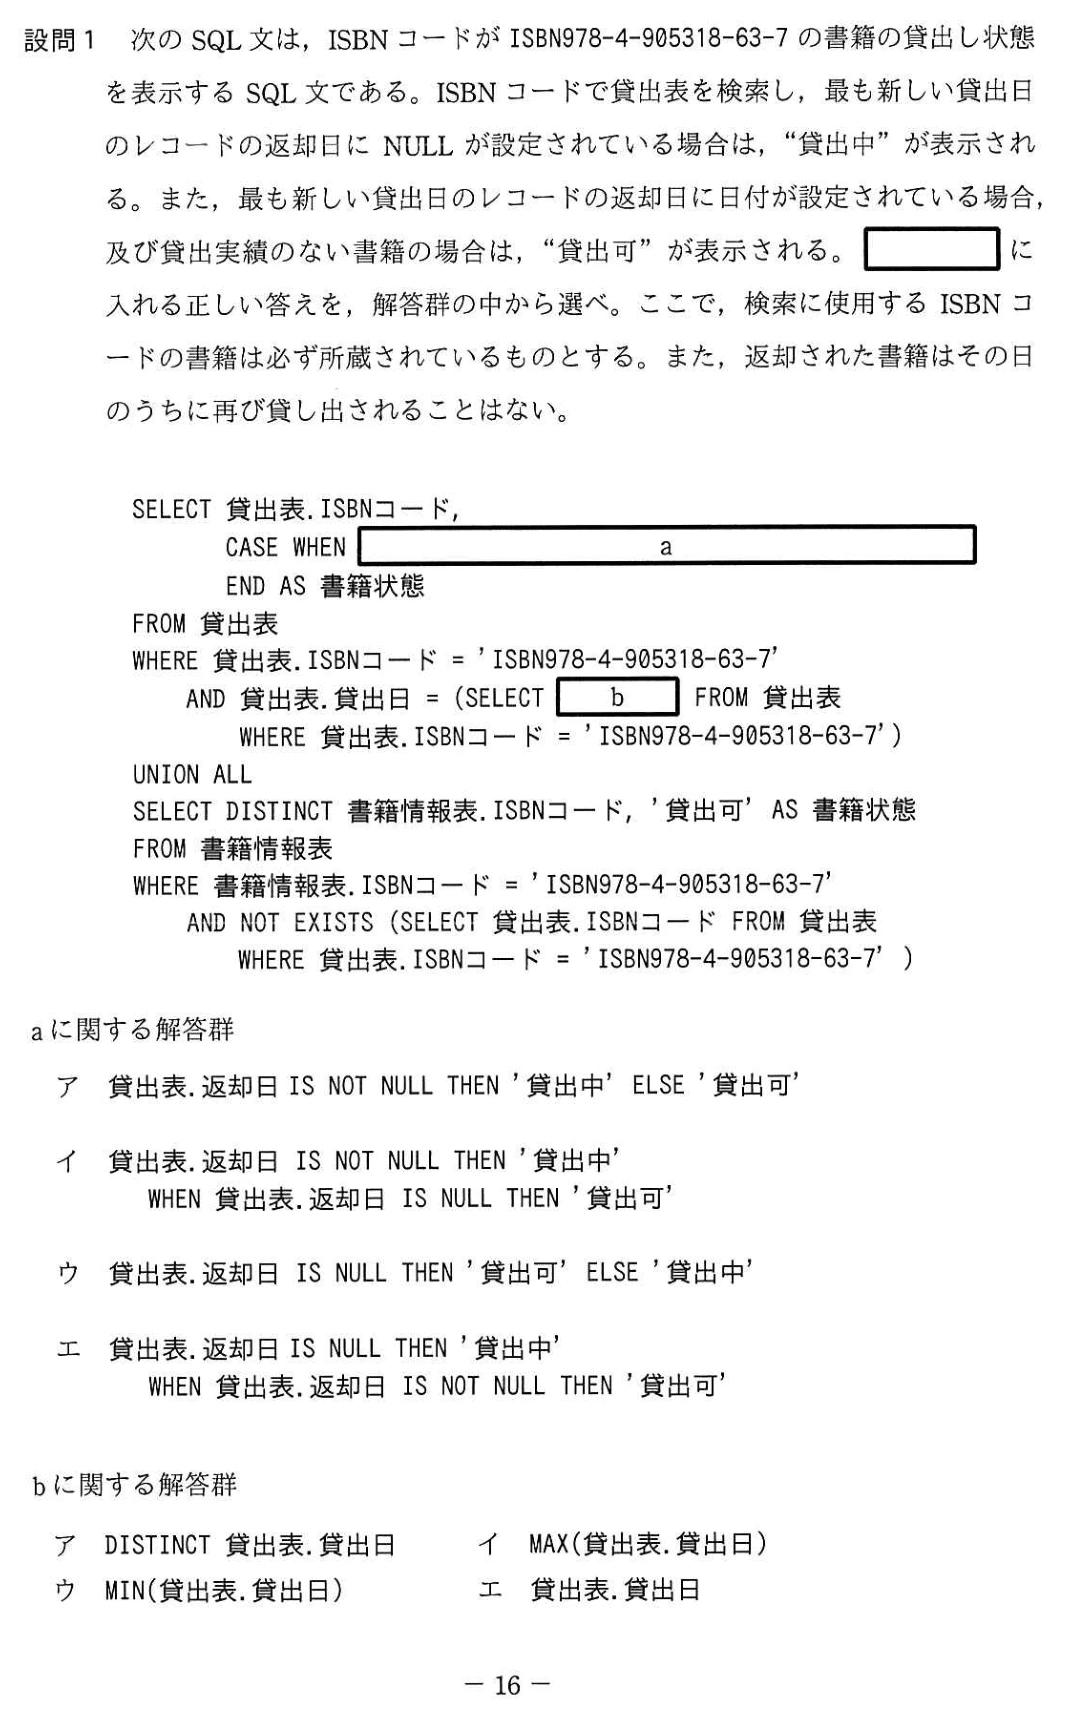 設問1 次の SQL 文は，ISBN コードが ISBN978-4-905318-63-7 の書籍の貸出し状態
を表示する SQL 文である。ISBN コードで貸出表を検索し，最も新しい貸出日
のレコードの返却日に NULL が設定されている場合は，“貸出中” が表示され
る。また，最も新しい貸出日のレコードの返却日に日付が設定されている場合，
及び貸出実績のない書籍の場合は，“貸出可” が表示される。 に
入れる正しい答えを，解答群の中から選べ。ここで，検索に使用する ISBN コ
ードの書籍は必ず所蔵されているものとする。また，返却された書籍はその日
のうちに再び貸し出されることはない。
SELECT 貸出表.ISBNコード,
CASE WHEN a
END AS 書籍状態
FROM 貸出表
WHERE 貸出表.ISBNコード = 'ISBN978-4-905318-63-7'
AND 貸出表.貸出日 = (SELECT b FROM 貸出表
WHERE 貸出表.ISBNコード = 'ISBN978-4-905318-63-7')
UNION ALL
SELECT DISTINCT 書籍情報表.ISBNコード, '貸出可' AS 書籍状態
FROM 書籍情報表
WHERE 書籍情報表.ISBNコード = 'ISBN978-4-905318-63-7'
AND NOT EXISTS (SELECT 貸出表.ISBNコード FROM 貸出表
WHERE 貸出表.ISBNコード = 'ISBN978-4-905318-63-7' )
a に関する解答群
ア 貸出表.返却日 IS NOT NULL THEN '貸出中' ELSE '貸出可'
イ 貸出表.返却日 IS NOT NULL THEN '貸出中'
WHEN 貸出表.返却日 IS NULL THEN '貸出可'
ウ 貸出表.返却日 IS NULL THEN '貸出可' ELSE '貸出中'
エ 貸出表.返却日 IS NULL THEN '貸出中'
WHEN 貸出表.返却日 IS NOT NULL THEN '貸出可'
b に関する解答群
ア DISTINCT 貸出表.貸出日 イ MAX(貸出表.貸出日)
ウ MIN(貸出表.貸出日) エ 貸出表.貸出日
－ 16 －